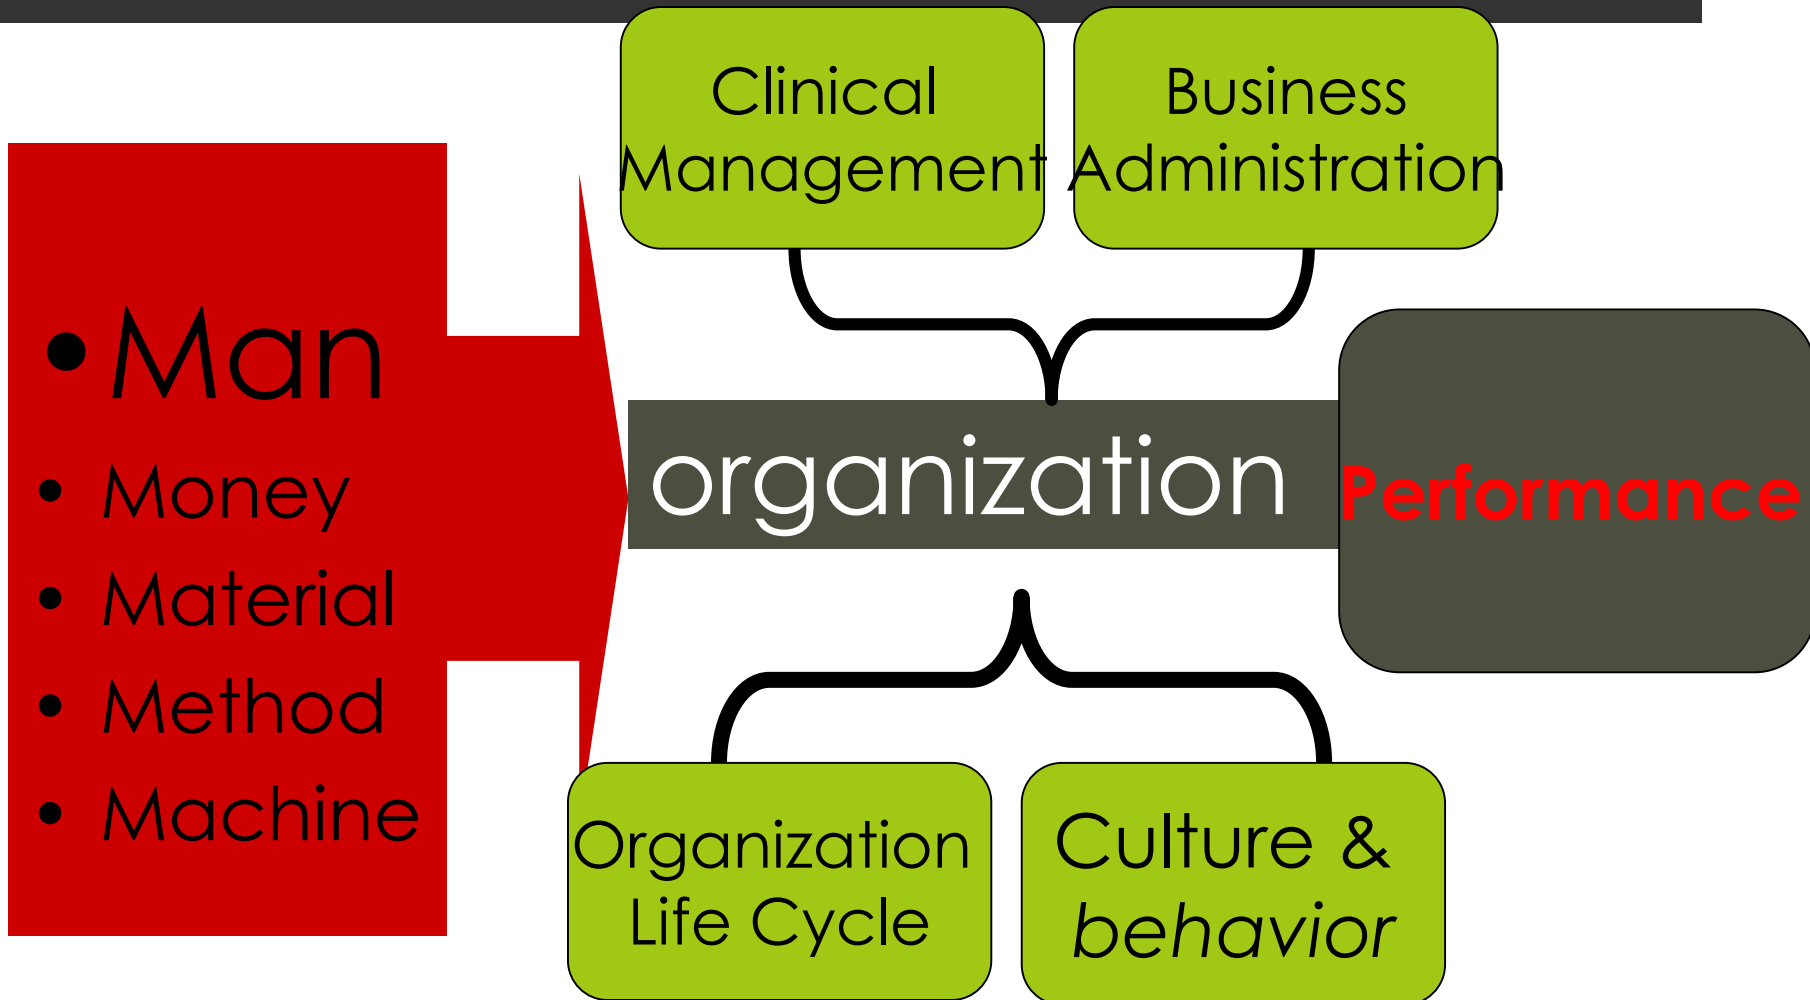 Clinical
Management
Business
Administration
• Man
• Money
• Material
• Method
• Machine
organization
Performance
Organization
Life Cycle
Culture &
behavior